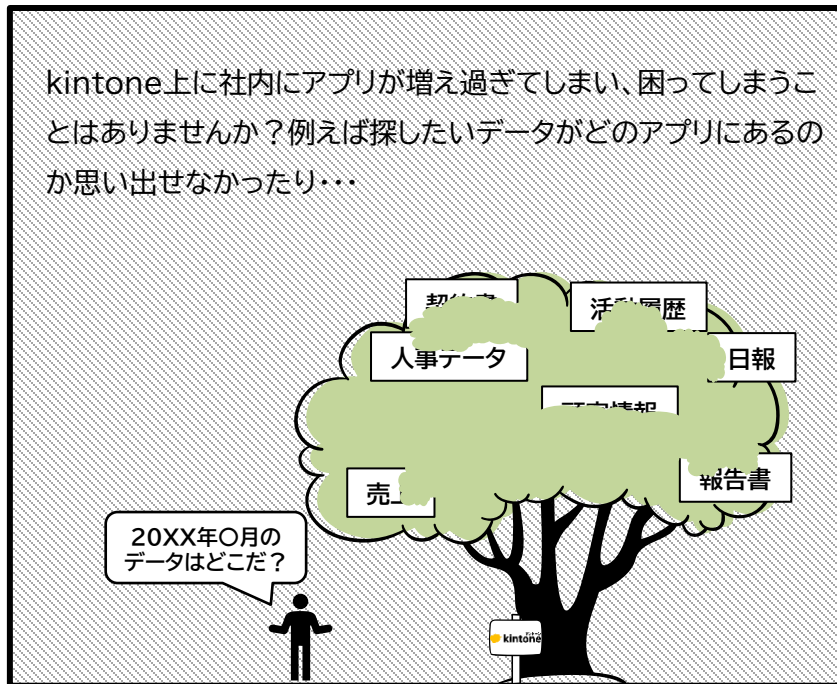 kintone上に社内にアプリが増え過ぎてしまい、困ってしまうこ
とはありませんか？例えば探したいデータがどのアプリにあるの
か思い出せなかったり・・・
活動履歴
人事データ
日報
報告書
20XX年〇月の
データはどこだ？
kintone